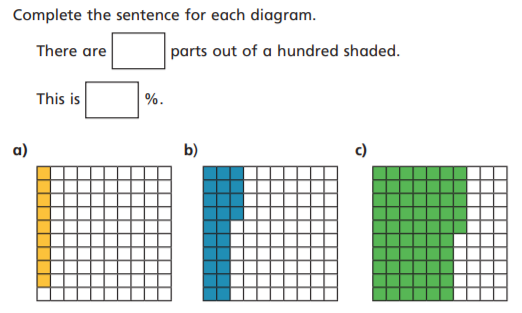 Complete the sentence for each diagram.
There are parts out of a hundred shaded.
This is %.
a) b) c)